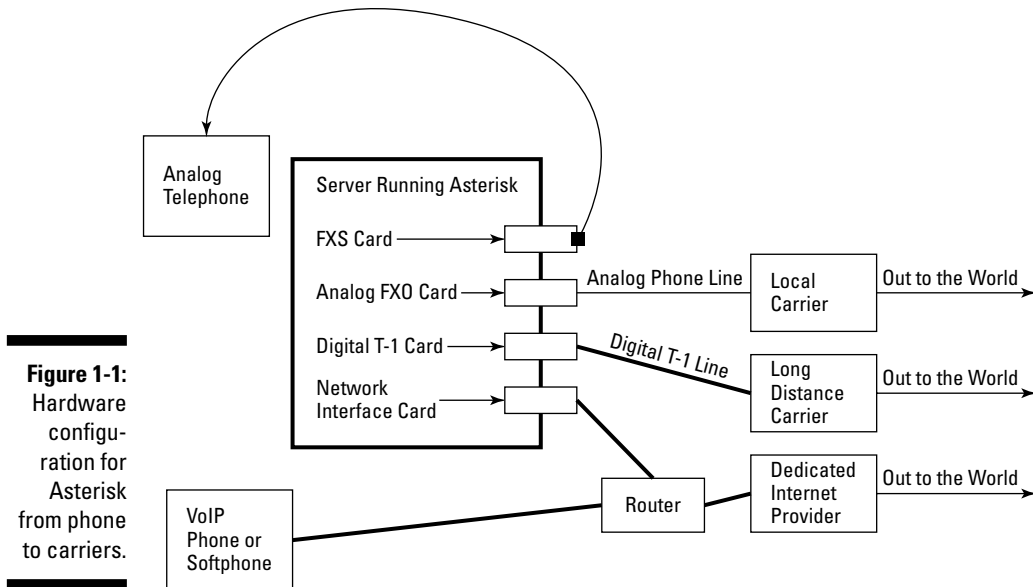 Analog
Telephone
Server Running Asterisk
FXS Card
Analog FXO Card
Digital T-1 Card
Network
Interface Card
Analog Phone Line
Local
Carrier
Out to the World
Digital T-1 Line
Long
Distance
Carrier
Out to the World
Router
Dedicated
Internet
Provider
Out to the World
VoIP
Phone or
Softphone
Figure 1-1:
Hardware
configu-
ration for
Asterisk
from phone
to carriers.